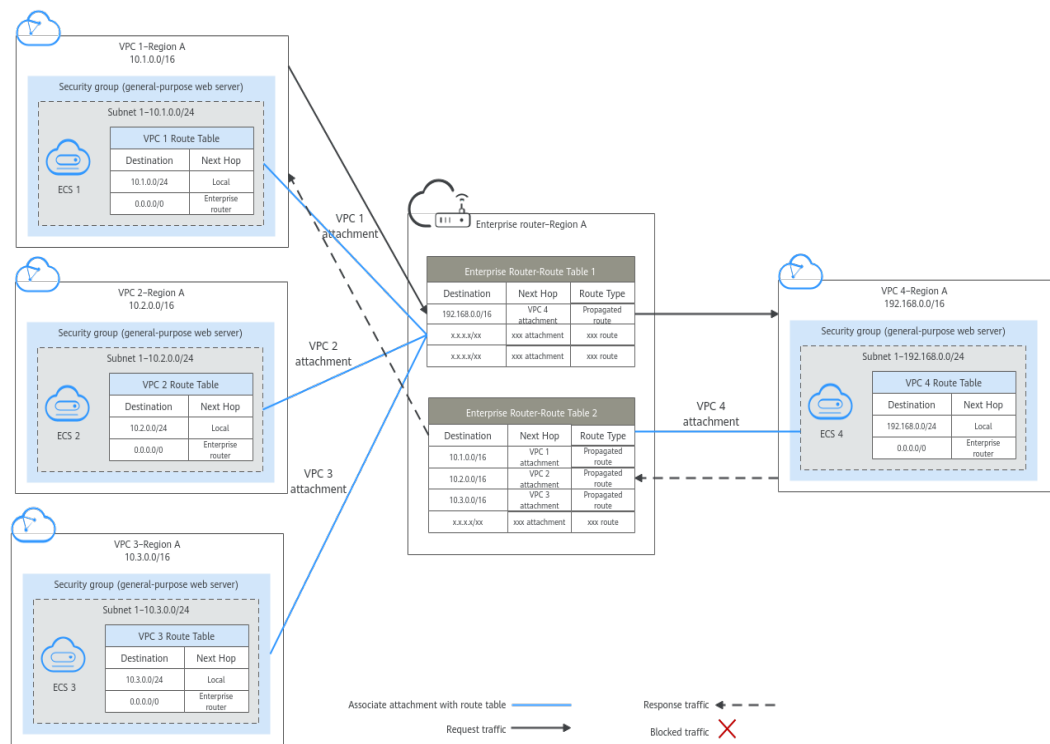 VPC 1-Region A
10.1.0.0/16
Security group (general-purpose web server)
Subnet 1-10.1.0.0/24
VPC 1 Route Table
Destination Next Hop
10.1.0.0/24 Local
0.0.0.0/0 Enterprise
router
ECS 1
VPC 2-Region A
10.2.0.0/16
Security group (general-purpose web server)
Subnet 1-10.2.0.0/24
VPC 2 Route Table
Destination Next Hop
10.2.0.0/24 Local
0.0.0.0/0 Enterprise
router
ECS 2
VPC 3-Region A
10.3.0.0/16
Security group (general-purpose web server)
Subnet 1-10.3.0.0/24
VPC 3 Route Table
Destination Next Hop
10.3.0.0/24 Local
0.0.0.0/0 Enterprise
router
ECS 3
VPC 1
attachment
VPC 2
attachment
VPC 3
attachment
Enterprise router-Region A
Enterprise Router-Route Table 1
Destination Next Hop Route Type
192.168.0.0/16 VPC 4 attachment Propagated route
x.x.x.x/xx xxx attachment xxx route
x.x.x.x/xx xxx attachment xxx route
Enterprise Router-Route Table 2
Destination Next Hop Route Type
10.1.0.0/16 VPC 1 attachment Propagated route
10.2.0.0/16 VPC 2 attachment Propagated route
10.3.0.0/16 VPC 3 attachment Propagated route
x.x.x.x/xx xxx attachment xxx route
VPC 4
attachment
VPC 4-Region A
192.168.0.0/16
Security group (general-purpose web server)
Subnet 1-192.168.0.0/24
VPC 4 Route Table
Destination Next Hop
192.168.0.0/24 Local
0.0.0.0/0 Enterprise
router
ECS 4
Associate attachment with route table
Request traffic
Response traffic
Blocked traffic